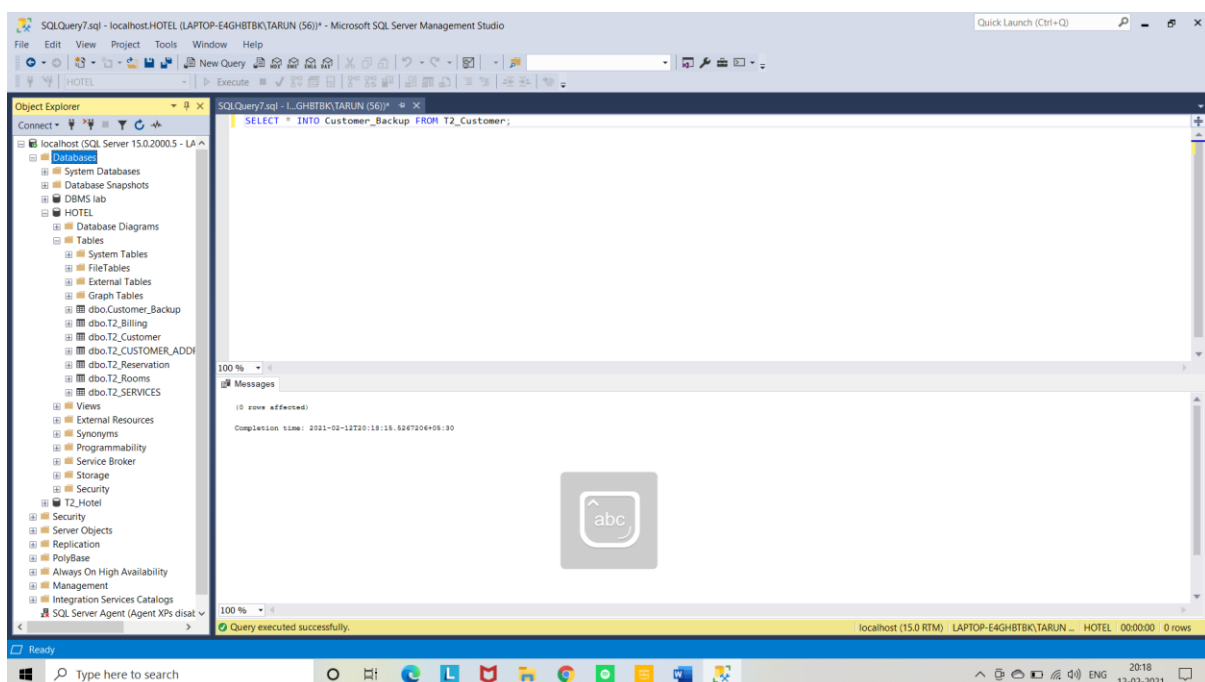 SQLQuery7.sql - localhost.HOTEL (LAPTOP-E4GHBTBK\TARUN (56))* - Microsoft SQL Server Management Studio
Quick Launch (Ctrl+Q)
File Edit View Project Tools Window Help
New Query
HOTEL
Execute
Object Explorer
SQLQuery7.sql - l...GHBTBK\TARUN (56))*
Connect
SELECT * INTO Customer_Backup FROM T2_Customer;
localhost (SQL Server 15.0.2000.5 - LA
Databases
System Databases
Database Snapshots
DBMS lab
HOTEL
Database Diagrams
Tables
System Tables
FileTables
External Tables
Graph Tables
dbo.Customer_Backup
dbo.T2_Billing
dbo.T2_Customer
dbo.T2_CUSTOMER_ADDR
dbo.T2_Reservation
dbo.T2_Rooms
dbo.T2_SERVICES
Views
External Resources
Synonyms
Programmability
Service Broker
Storage
Security
T2_Hotel
Security
Server Objects
Replication
PolyBase
Always On High Availability
Management
Integration Services Catalogs
SQL Server Agent (Agent XPs disab
100 %
Messages
(0 rows affected)
Completion time: 2021-02-12T20:18:15.5267206+05:30
abc
100 %
Query executed successfully.
localhost (15.0 RTM) LAPTOP-E4GHBTBK\TARUN ... HOTEL 00:00:00 0 rows
Ready
Type here to search
ENG
20:18
12-02-2021